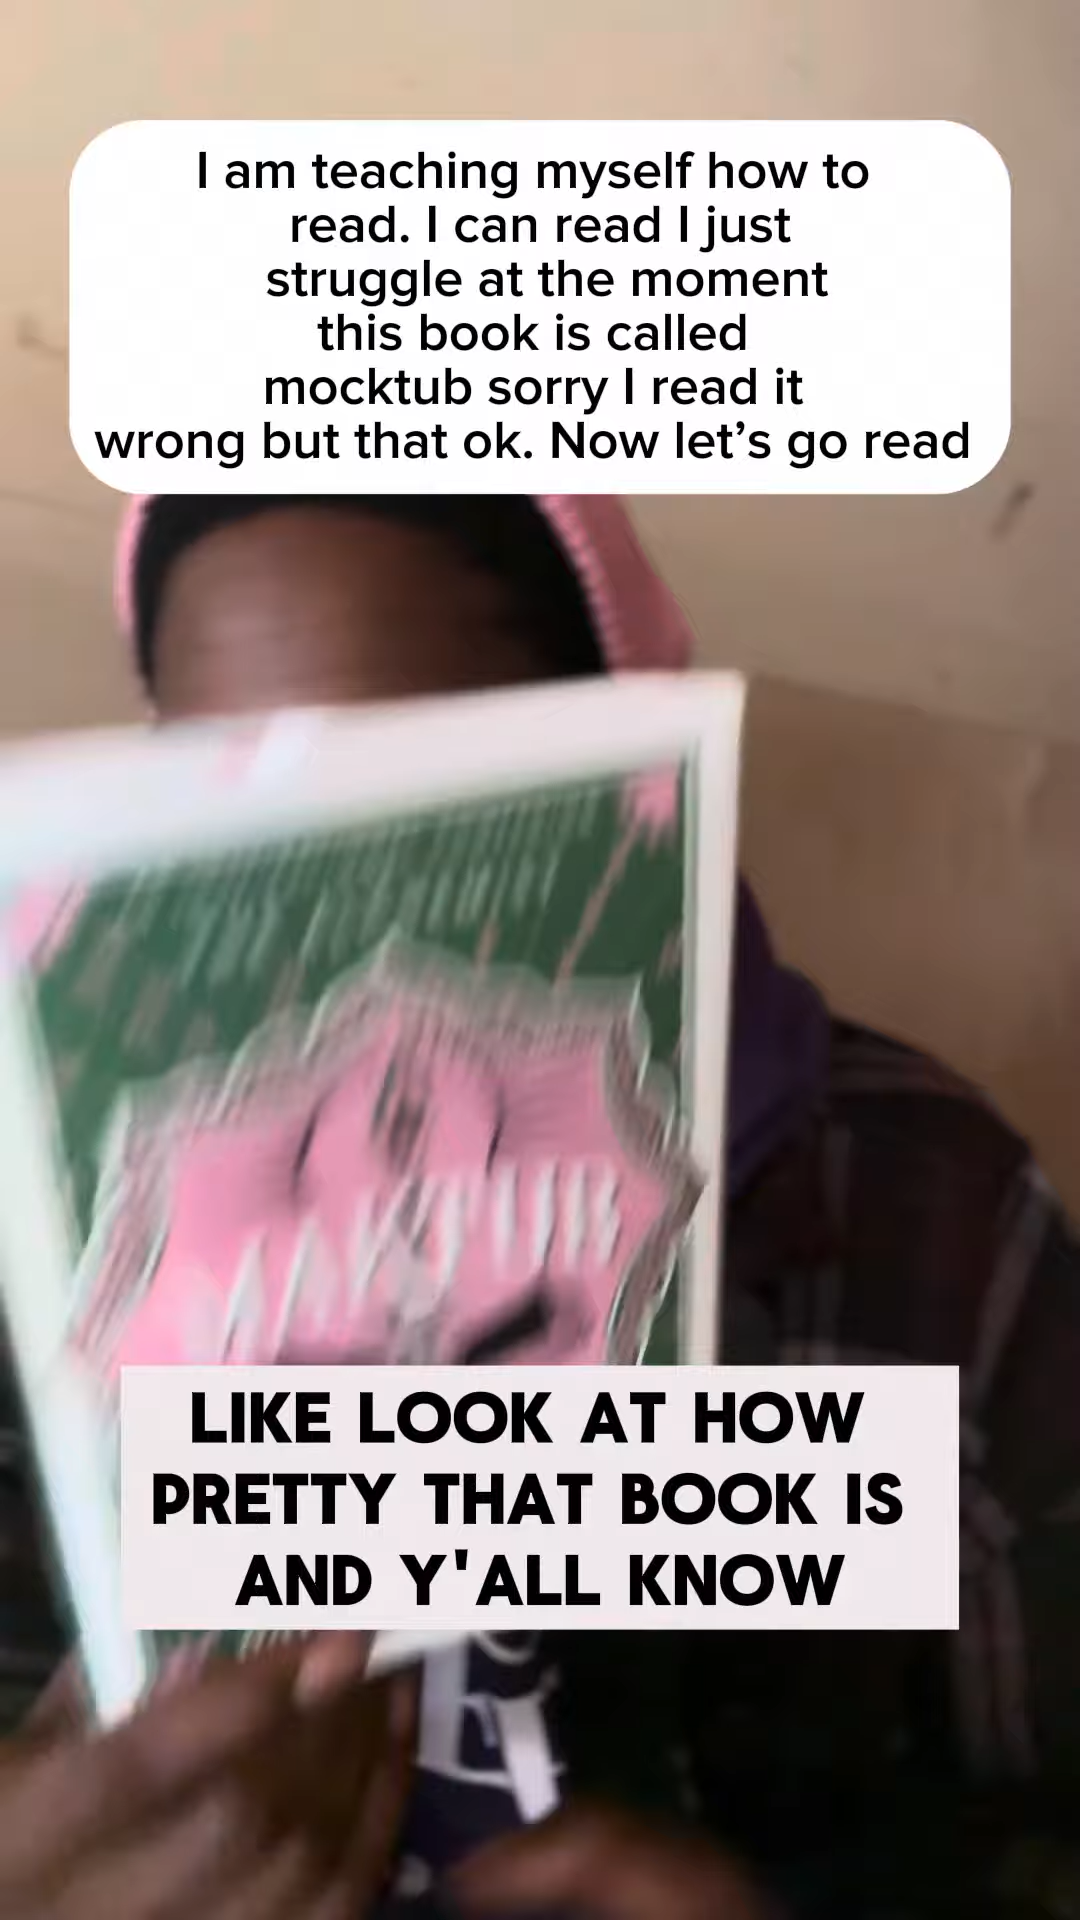 I am teaching myself how to
read. I can read I just
struggle at the moment
this book is called
mocktub sorry I read it
wrong but that ok. Now let’s go read
MAKTUB
LIKE LOOK AT HOW
PRETTY THAT BOOK IS
AND Y'ALL KNOW